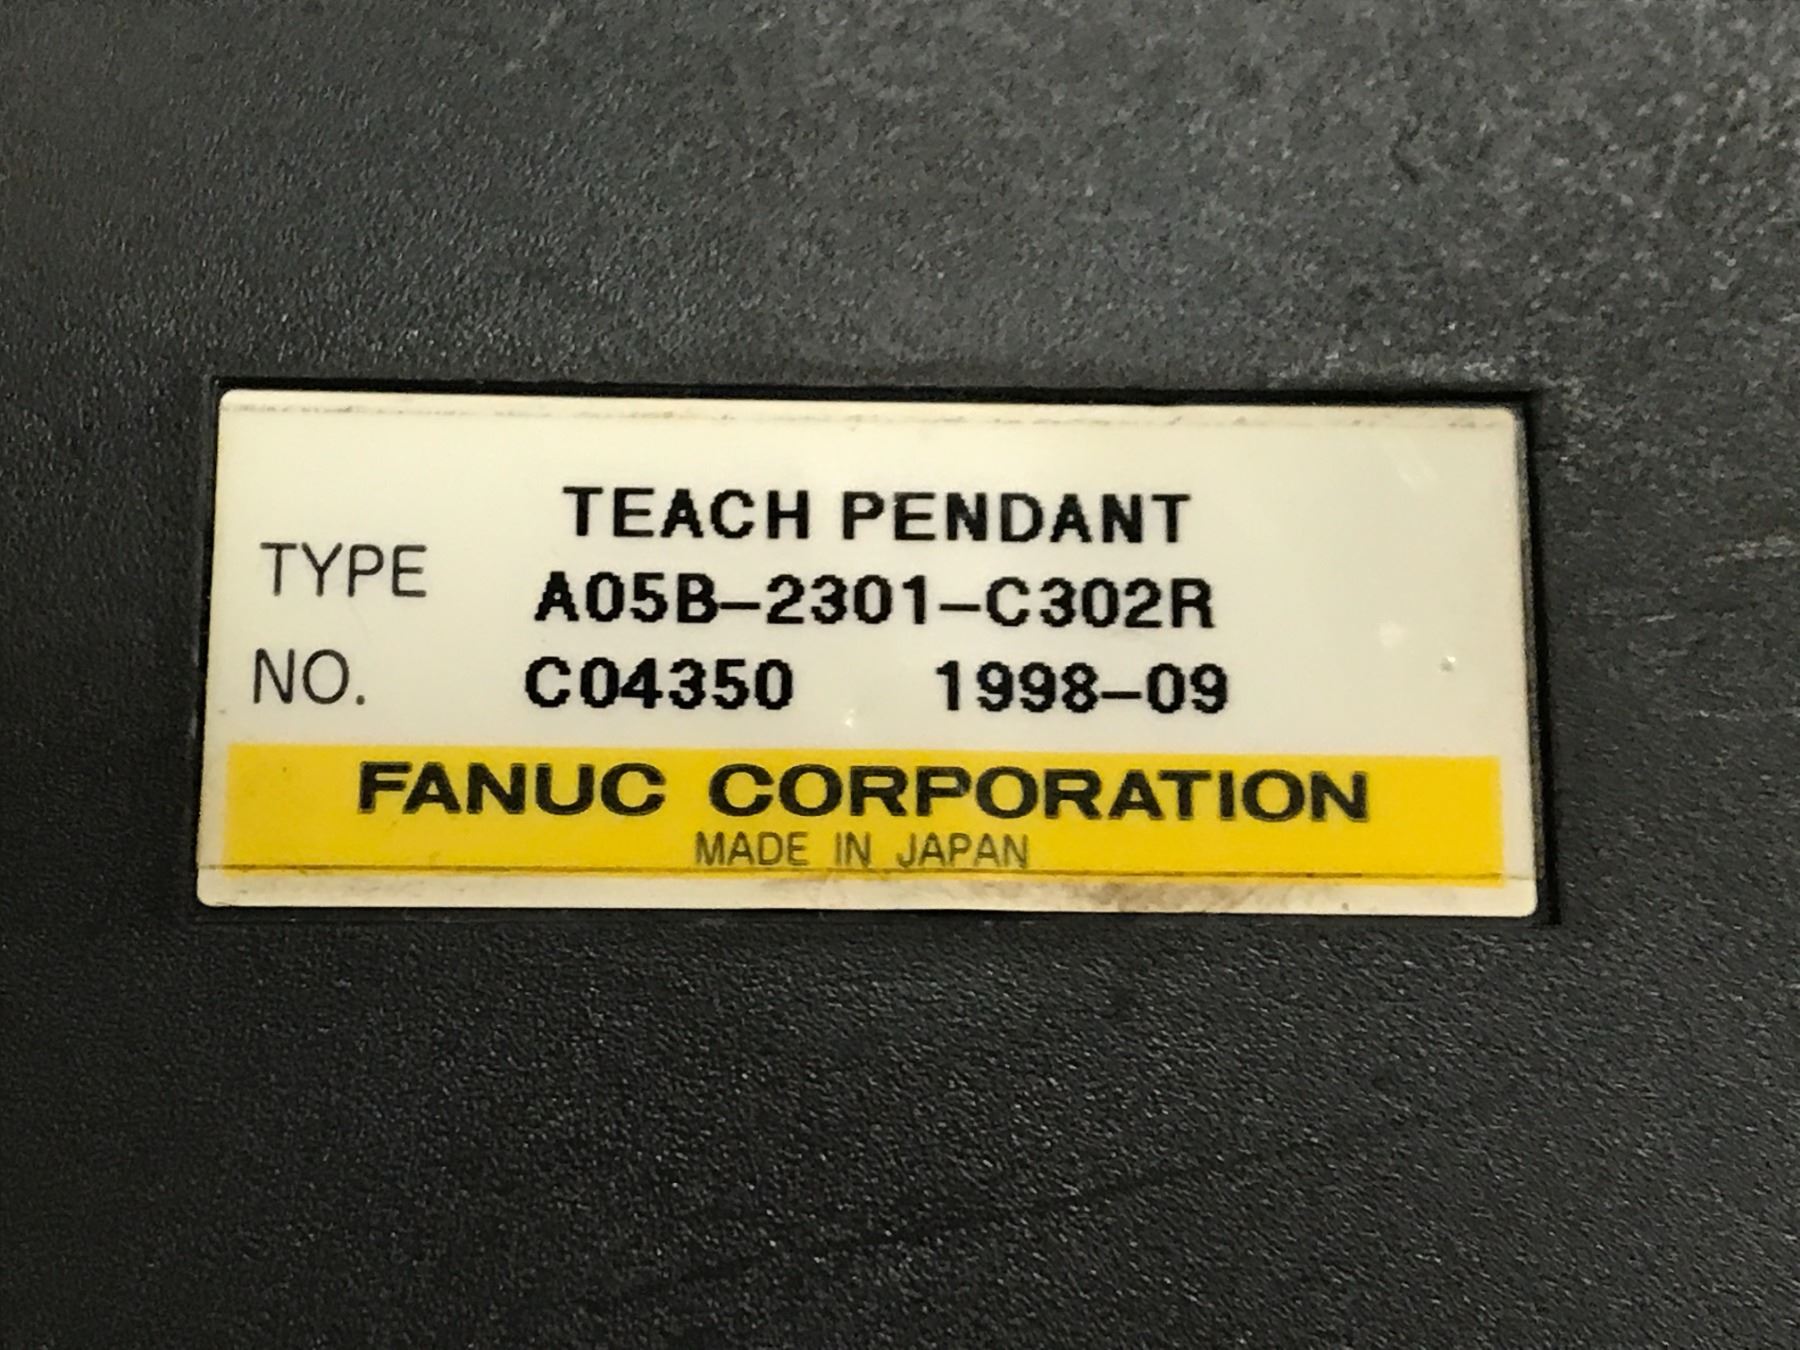 TEACH PENDANT
TYPE A05B-2301-C302R
NO. C04350 1998-09
FANUC CORPORATION
MADE IN JAPAN